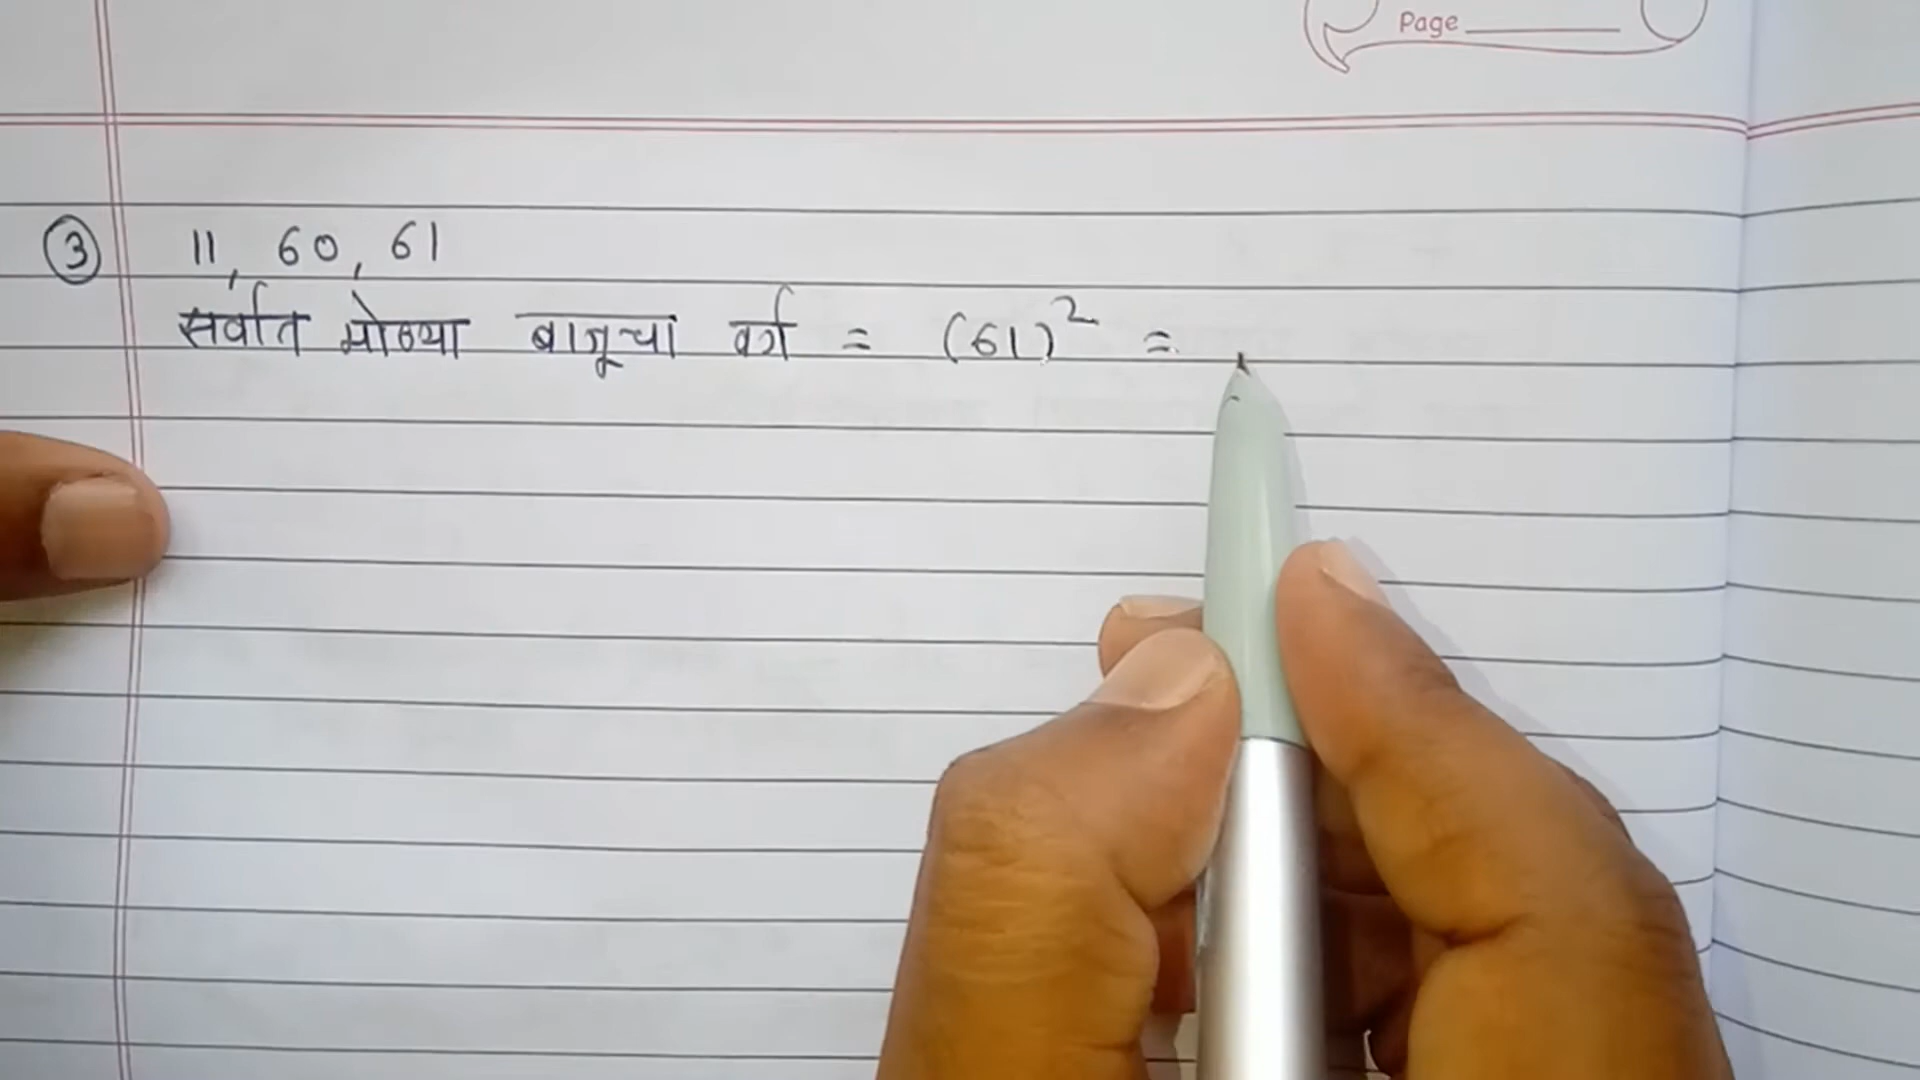 Page
③ 11, 60, 61
सर्वात मोठ्या बाजूचा वर्ग = (61)² =